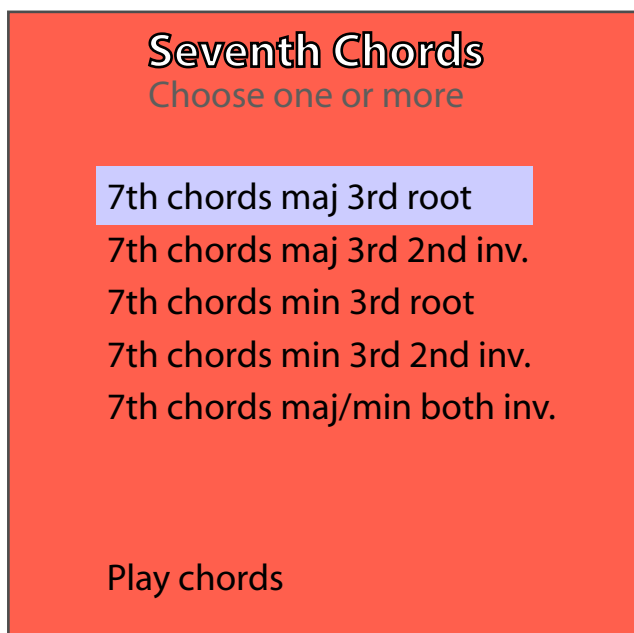 Seventh Chords
Choose one or more
7th chords maj 3rd root
7th chords maj 3rd 2nd inv.
7th chords min 3rd root
7th chords min 3rd 2nd inv.
7th chords maj/min both inv.
Play chords